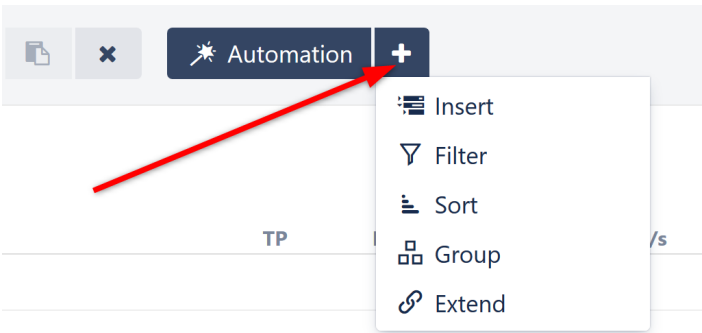 Automation
Insert
Filter
Sort
TP
/s
Group
Extend